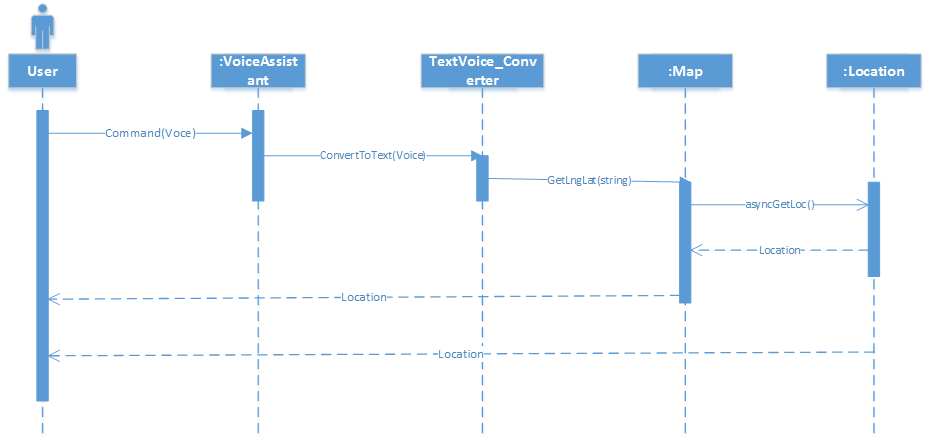 User
:VoiceAssist
ant
TextVoice_Conv
erter
:Map
:Location
Command(Voce)
ConvertToText(Voice)
GetLngLat(string)
asyncGetLoc()
Location
Location
Location